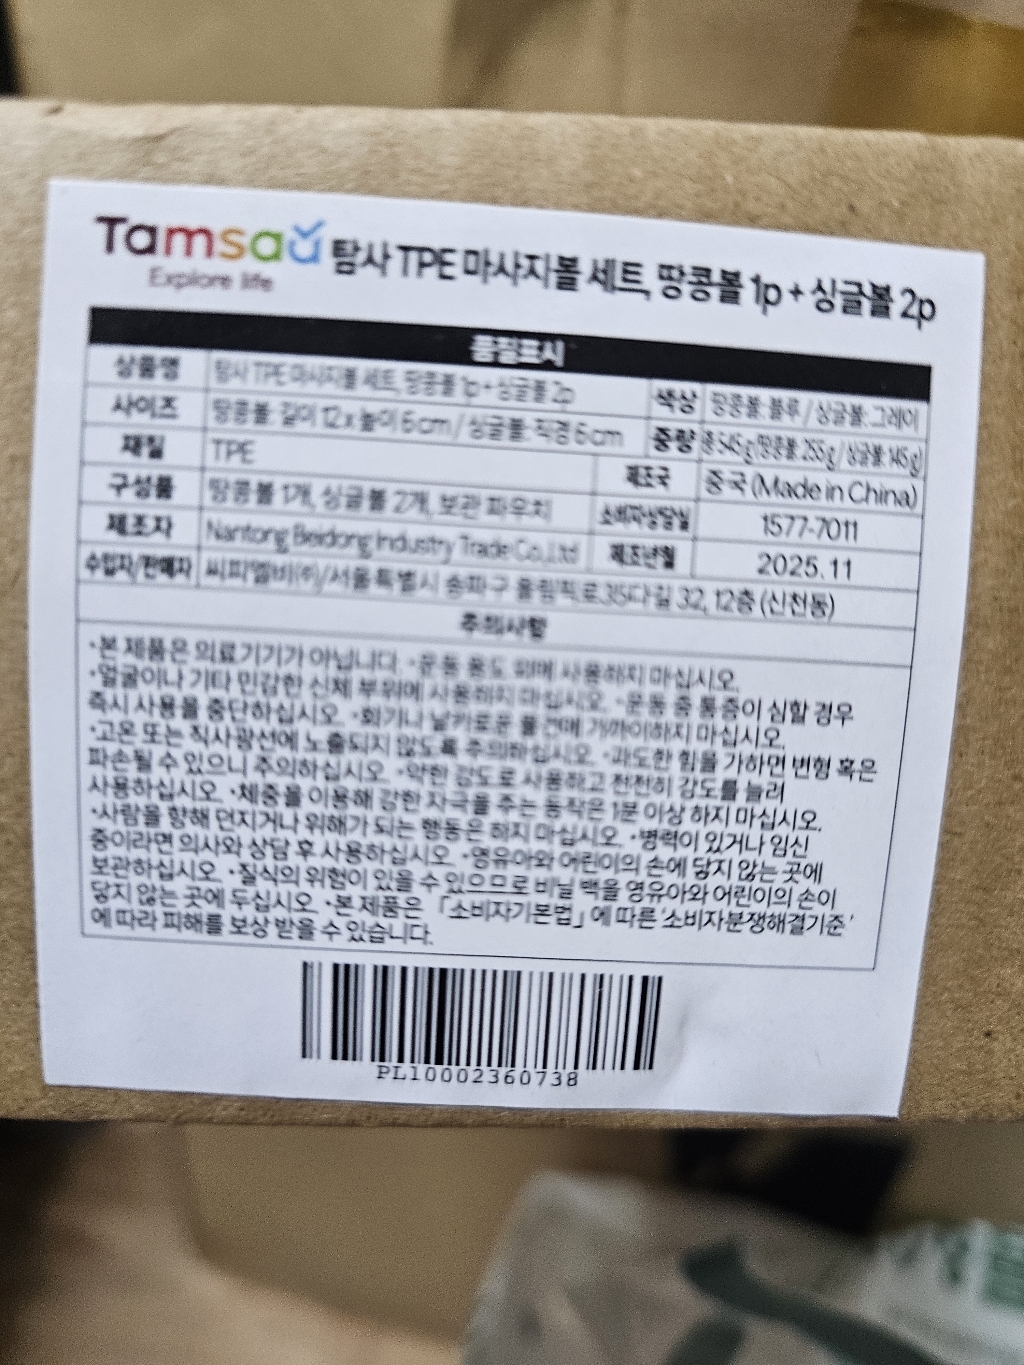 Tamsaa 탐사 TPE 마사지볼 세트, 땅콩볼 1p + 싱글볼 2p
Explore life
품질표시
상품명 탐사 TPE 마사지볼 세트, 땅콩볼 1p + 싱글볼 2p 색상 땅콩볼: 블루 / 싱글볼: 그레이
사이즈 땅콩볼: 길이 12 x 높이 6 cm / 싱글볼: 직경 6 cm 중량 총 545 g (땅콩볼: 255 g / 싱글볼: 145 g)
재질 TPE 제조국 중국 (Made in China)
구성품 땅콩볼 1개, 싱글볼 2개, 보관 파우치 소비자상담실 1577-7011
제조자 Nantong Beidong Industry Trade Co.,Ltd 제조년월 2025.11
수입자/판매자 씨피엘비(주)/서울특별시 송파구 올림픽로35다길 32, 12층 (신천동)
주의사항
•본 제품은 의료기기가 아닙니다. •운동 용도 외에 사용하지 마십시오.
•얼굴이나 기타 민감한 신체 부위에 사용하지 마십시오. •운동 중 통증이 심할 경우
즉시 사용을 중단하십시오. •화기나 날카로운 물건에 가까이하지 마십시오.
•고온 또는 직사광선에 노출되지 않도록 주의하십시오. •과도한 힘을 가하면 변형 혹은
파손될 수 있으니 주의하십시오. •약한 강도로 사용하고 천천히 강도를 늘려
사용하십시오. •체중을 이용해 강한 자극을 주는 동작은 1분 이상 하지 마십시오.
•사람을 향해 던지거나 위해가 되는 행동은 하지 마십시오. •병력이 있거나 임신
중이라면 의사와 상담 후 사용하십시오. •영유아와 어린이의 손에 닿지 않는 곳에
보관하십시오. •질식의 위험이 있을 수 있으므로 비닐 백을 영유아와 어린이의 손이
닿지 않는 곳에 두십시오. •본 제품은 「소비자기본법」에 따른 '소비자분쟁해결기준'
에 따라 피해를 보상 받을 수 있습니다.
PL10002360738